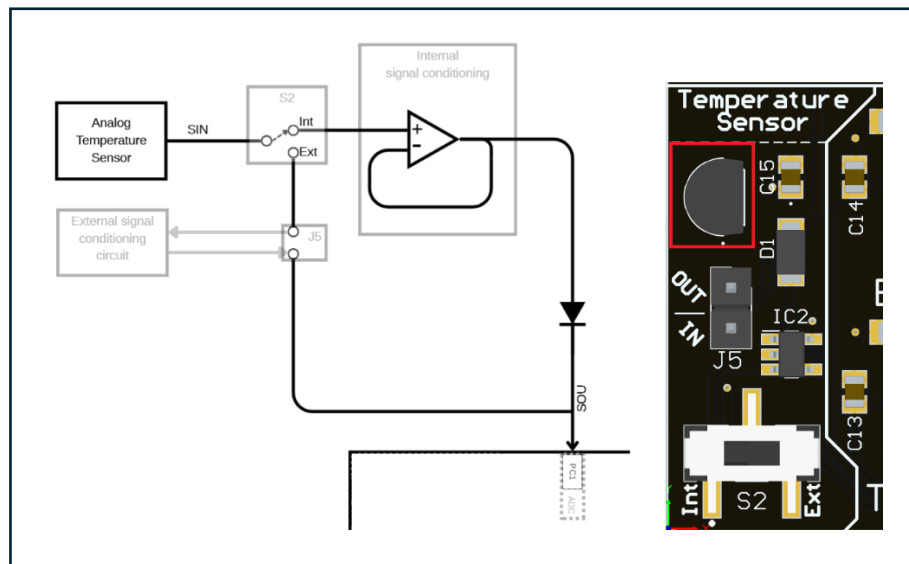 Internal
signal conditioning
S2
Int
Ext
Analog
Temperature
Sensor
SIN
+
-
External signal
conditioning
circuit
J5
SOU
PC1
ADC
Temperature
Sensor
C15
C14
D1
OUT
IN
IC2
J5
E
C13
Int
S2
Ext
T